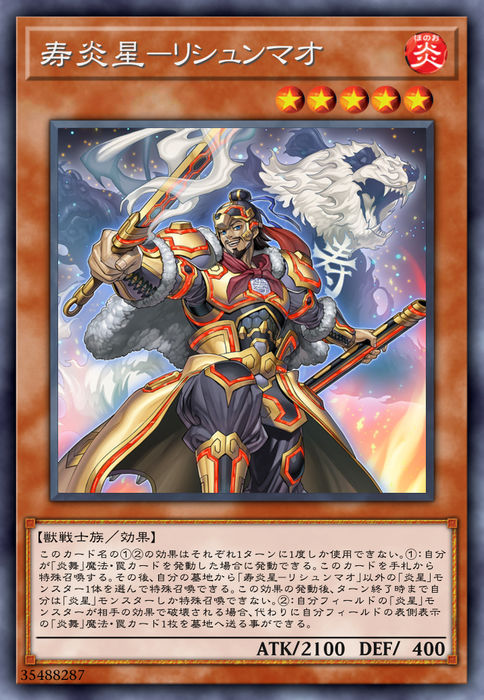 寿炎星-リシュンマオ
ほのお
炎
寿
寿
【獣戦士族/効果】
このカード名の①②の効果はそれぞれ1ターンに1度しか使用できない。①:自分
が「炎舞」魔法・罠カードを発動した場合に発動できる。このカードを手札から
特殊召喚する。その後、自分の墓地から「寿炎星-リシュンマオ」以外の「炎星」モン
スター1体を選んで特殊召喚できる。この効果の発動後、ターン終了時まで自分
は「炎星」モンスターしか特殊召喚できない。②:自分フィールドの「炎星」モ
ンスターが相手の効果で破壊される場合、代わりに自分フィールドの表側表示
の「炎舞」魔法・罠カード1枚を墓地へ送る事ができる。
ATK/2100 DEF/ 400
35488287